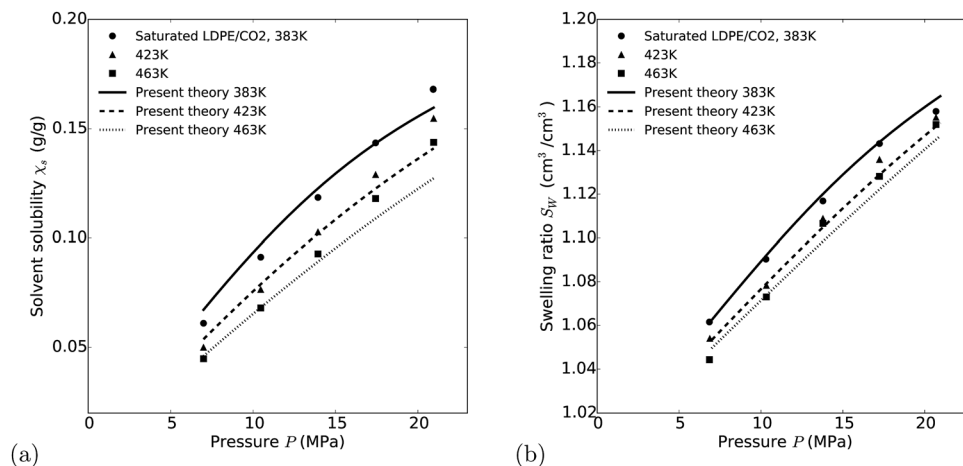 0.20
0.15
0.10
0.05
0
5
10
15
20
Solvent solubility χs (g/g)
Pressure P (MPa)
Saturated LDPE/CO2, 383K
423K
463K
Present theory 383K
Present theory 423K
Present theory 463K
(a)
1.20
1.18
1.16
1.14
1.12
1.10
1.08
1.06
1.04
1.02
0
5
10
15
20
Swelling ratio SW (cm³/cm³)
Pressure P (MPa)
Saturated LDPE/CO2, 383K
423K
463K
Present theory 383K
Present theory 423K
Present theory 463K
(b)